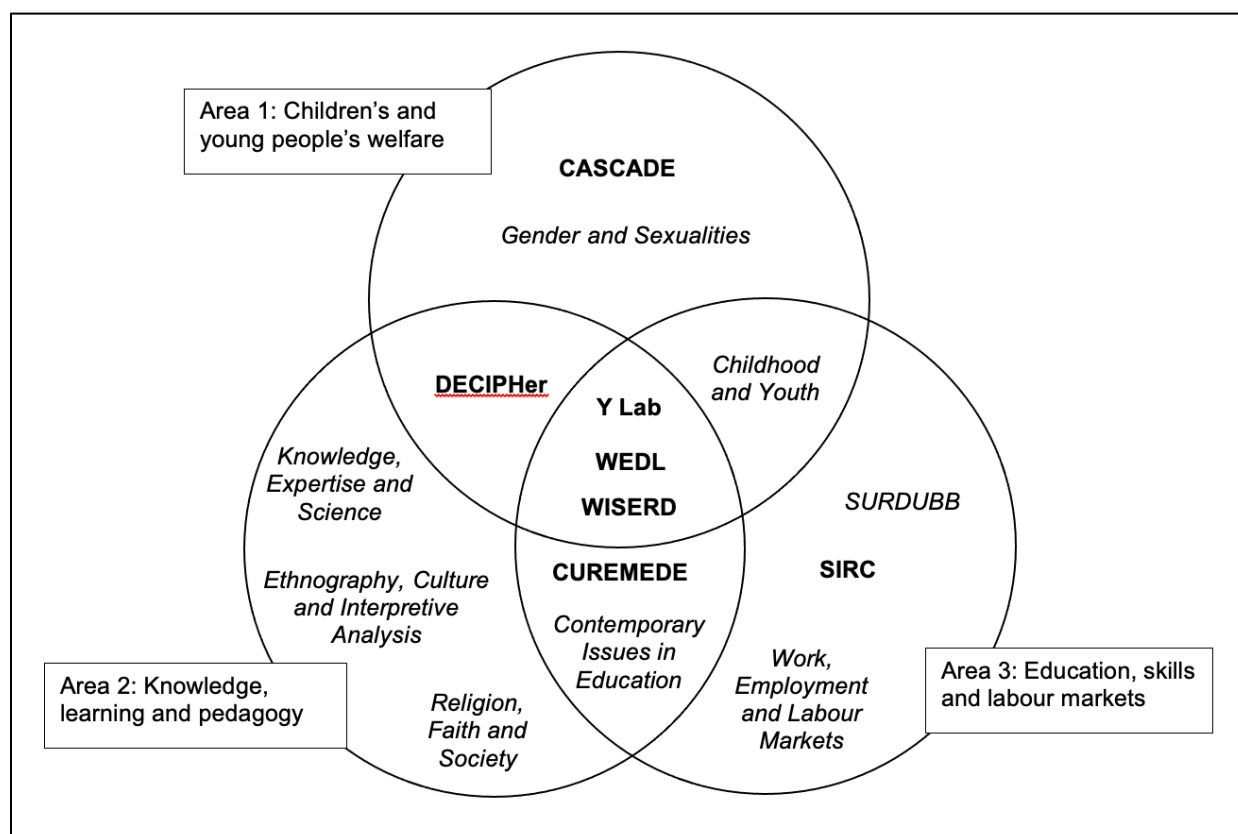 Area 1: Children’s and
young people’s welfare
CASCADE
Gender and Sexualities
DECIPHer
Childhood
and Youth
Y Lab
WEDL
WISERD
Knowledge,
Expertise and
Science
SURDUBB
SIRC
CUREMEDE
Ethnography, Culture
and Interpretive
Analysis
Contemporary
Issues in
Education
Work,
Employment
and Labour
Markets
Area 2: Knowledge,
learning and pedagogy
Religion,
Faith and
Society
Area 3: Education, skills
and labour markets